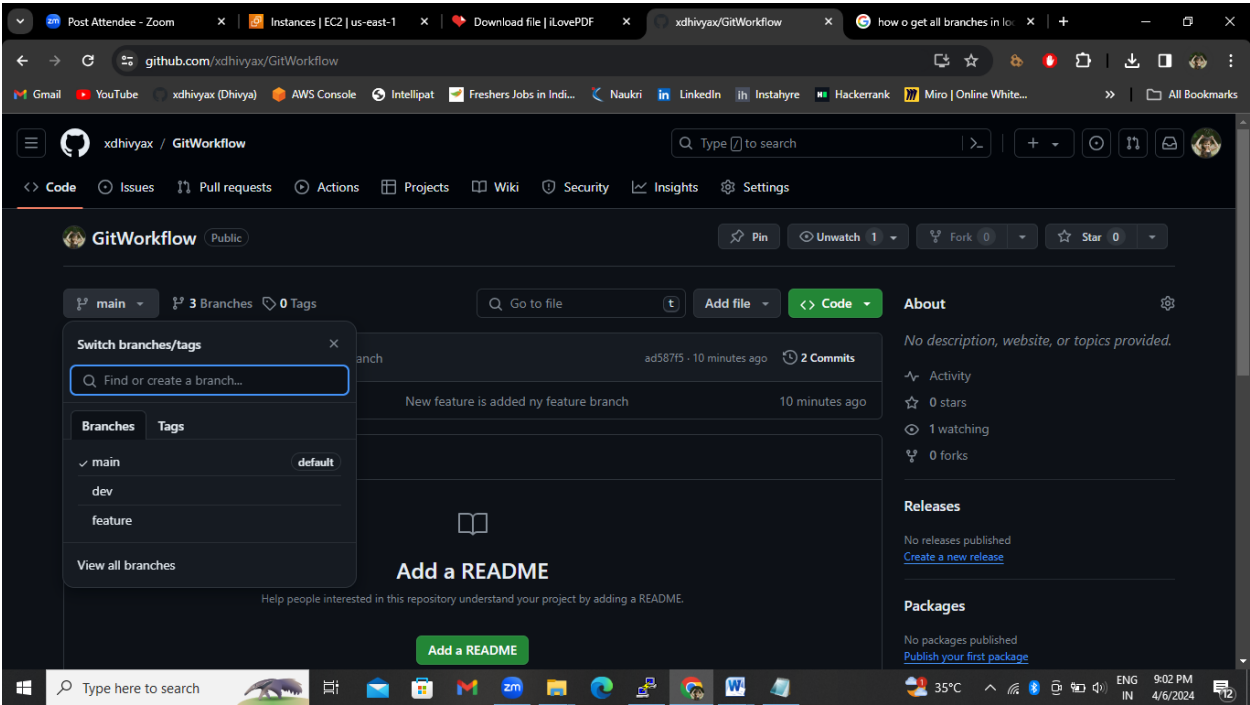 Post Attendee - Zoom
Instances | EC2 | us-east-1
Download file | iLovePDF
xdhivyax/GitWorkflow
how o get all branches in loc
github.com/xdhivyax/GitWorkflow
Gmail YouTube xdhivyax (Dhivya) AWS Console Intellipat Freshers Jobs in Indi... Naukri LinkedIn Instahyre Hackerrank Miro | Online White... » All Bookmarks
xdhivyax / GitWorkflow
Type / to search
Code Issues Pull requests Actions Projects Wiki Security Insights Settings
GitWorkflow Public
Pin Unwatch 1 Fork 0 Star 0
main 3 Branches 0 Tags
Go to file t
Add file
<> Code
Switch branches/tags
Find or create a branch...
Branches Tags
main default
dev
feature
View all branches
anch
ad587f5 · 10 minutes ago 2 Commits
New feature is added ny feature branch 10 minutes ago
Add a README
Help people interested in this repository understand your project by adding a README.
Add a README
About
No description, website, or topics provided.
Activity
0 stars
1 watching
0 forks
Releases
No releases published
Create a new release
Packages
No packages published
Publish your first package
Type here to search
zm
W
35°C
ENG
IN
9:02 PM
4/6/2024
12